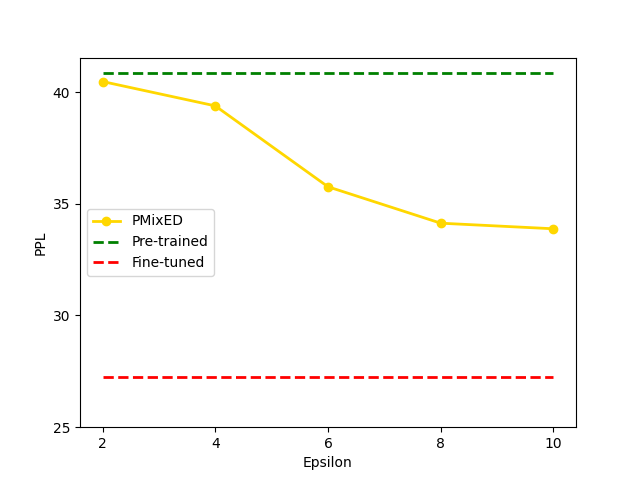 40
35
30
25
PPL
PMixED
Pre-trained
Fine-tuned
2 4 6 8 10
Epsilon